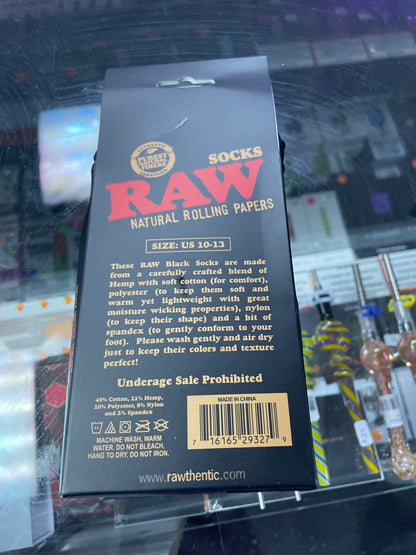 AUTHENTIC
PUREST
NATURAL
FIBERS
SOCKS
RAW
NATURAL ROLLING PAPERS
SIZE: US 10-13
These RAW Black Socks are made
from a carefully crafted blend of
Hemp with soft cotton (for comfort),
polyester (to keep them soft and
warm yet lightweight with great
moisture wicking properties), nylon
(to keep their shape) and a bit of
spandex (to gently conform to your
foot). Please wash gently and air dry
just to keep their colors and texture
perfect!
Underage Sale Prohibited
49% Cotton, 21% Hemp,
20% Polyester, 8% Nylon
and 2% Spandex
MACHINE WASH, WARM
WATER. DO NOT BLEACH,
HANG TO DRY, DO NOT IRON.
MADE IN CHINA
7 16165 29327 9
www.rawthentic.com